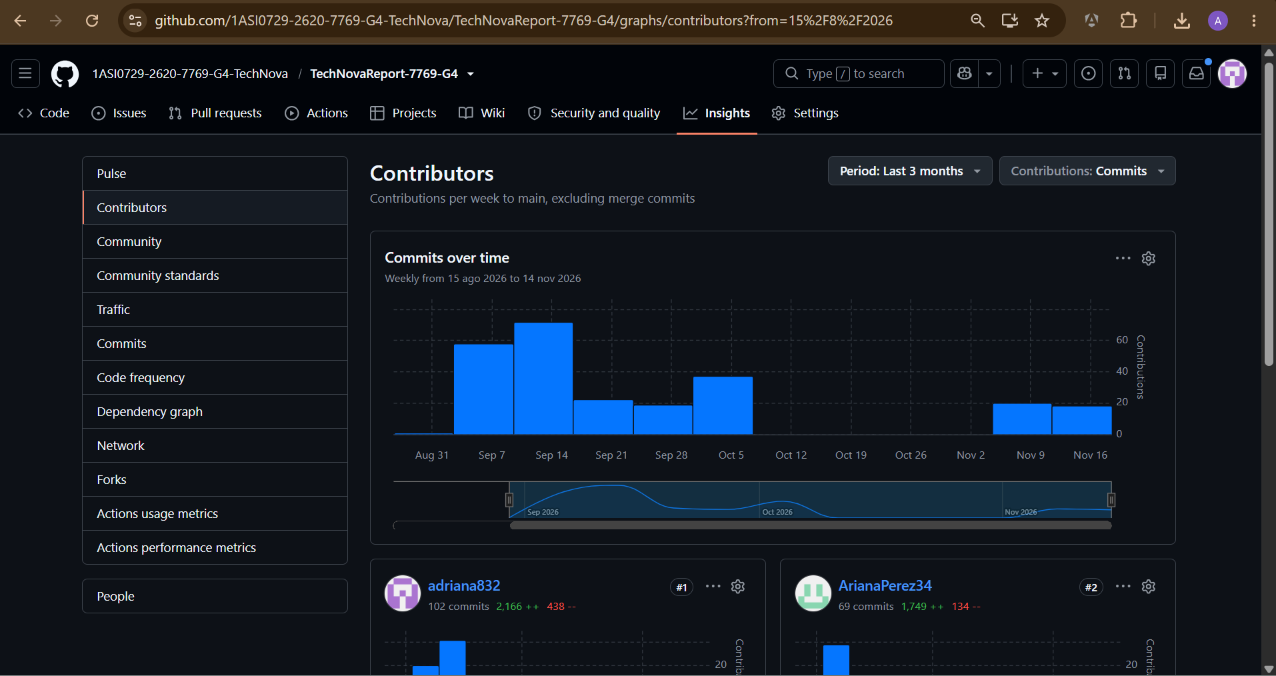 github.com/1ASI0729-2620-7769-G4-TechNova/TechNovaReport-7769-G4/graphs/contributors?from=15%2F8%2F2026
A
1ASI0729-2620-7769-G4-TechNova / TechNovaReport-7769-G4
Type / to search
Code
Issues
Pull requests
Actions
Projects
Wiki
Security and quality
Insights
Settings
Pulse
Contributors
Community
Community standards
Traffic
Commits
Code frequency
Dependency graph
Network
Forks
Actions usage metrics
Actions performance metrics
People
Contributors
Contributions per week to main, excluding merge commits
Period: Last 3 months
Contributions: Commits
Commits over time
Weekly from 15 ago 2026 to 14 nov 2026
60
40
20
0
Contributions
Aug 31 Sep 7 Sep 14 Sep 21 Sep 28 Oct 5 Oct 12 Oct 19 Oct 26 Nov 2 Nov 9 Nov 16
Sep 2026 Oct 2026 Nov 2026
adriana832
#1
102 commits 2,166 ++ 438 --
20
Contrib
ArianaPerez34
#2
69 commits 1,749 ++ 134 --
20
Contrib